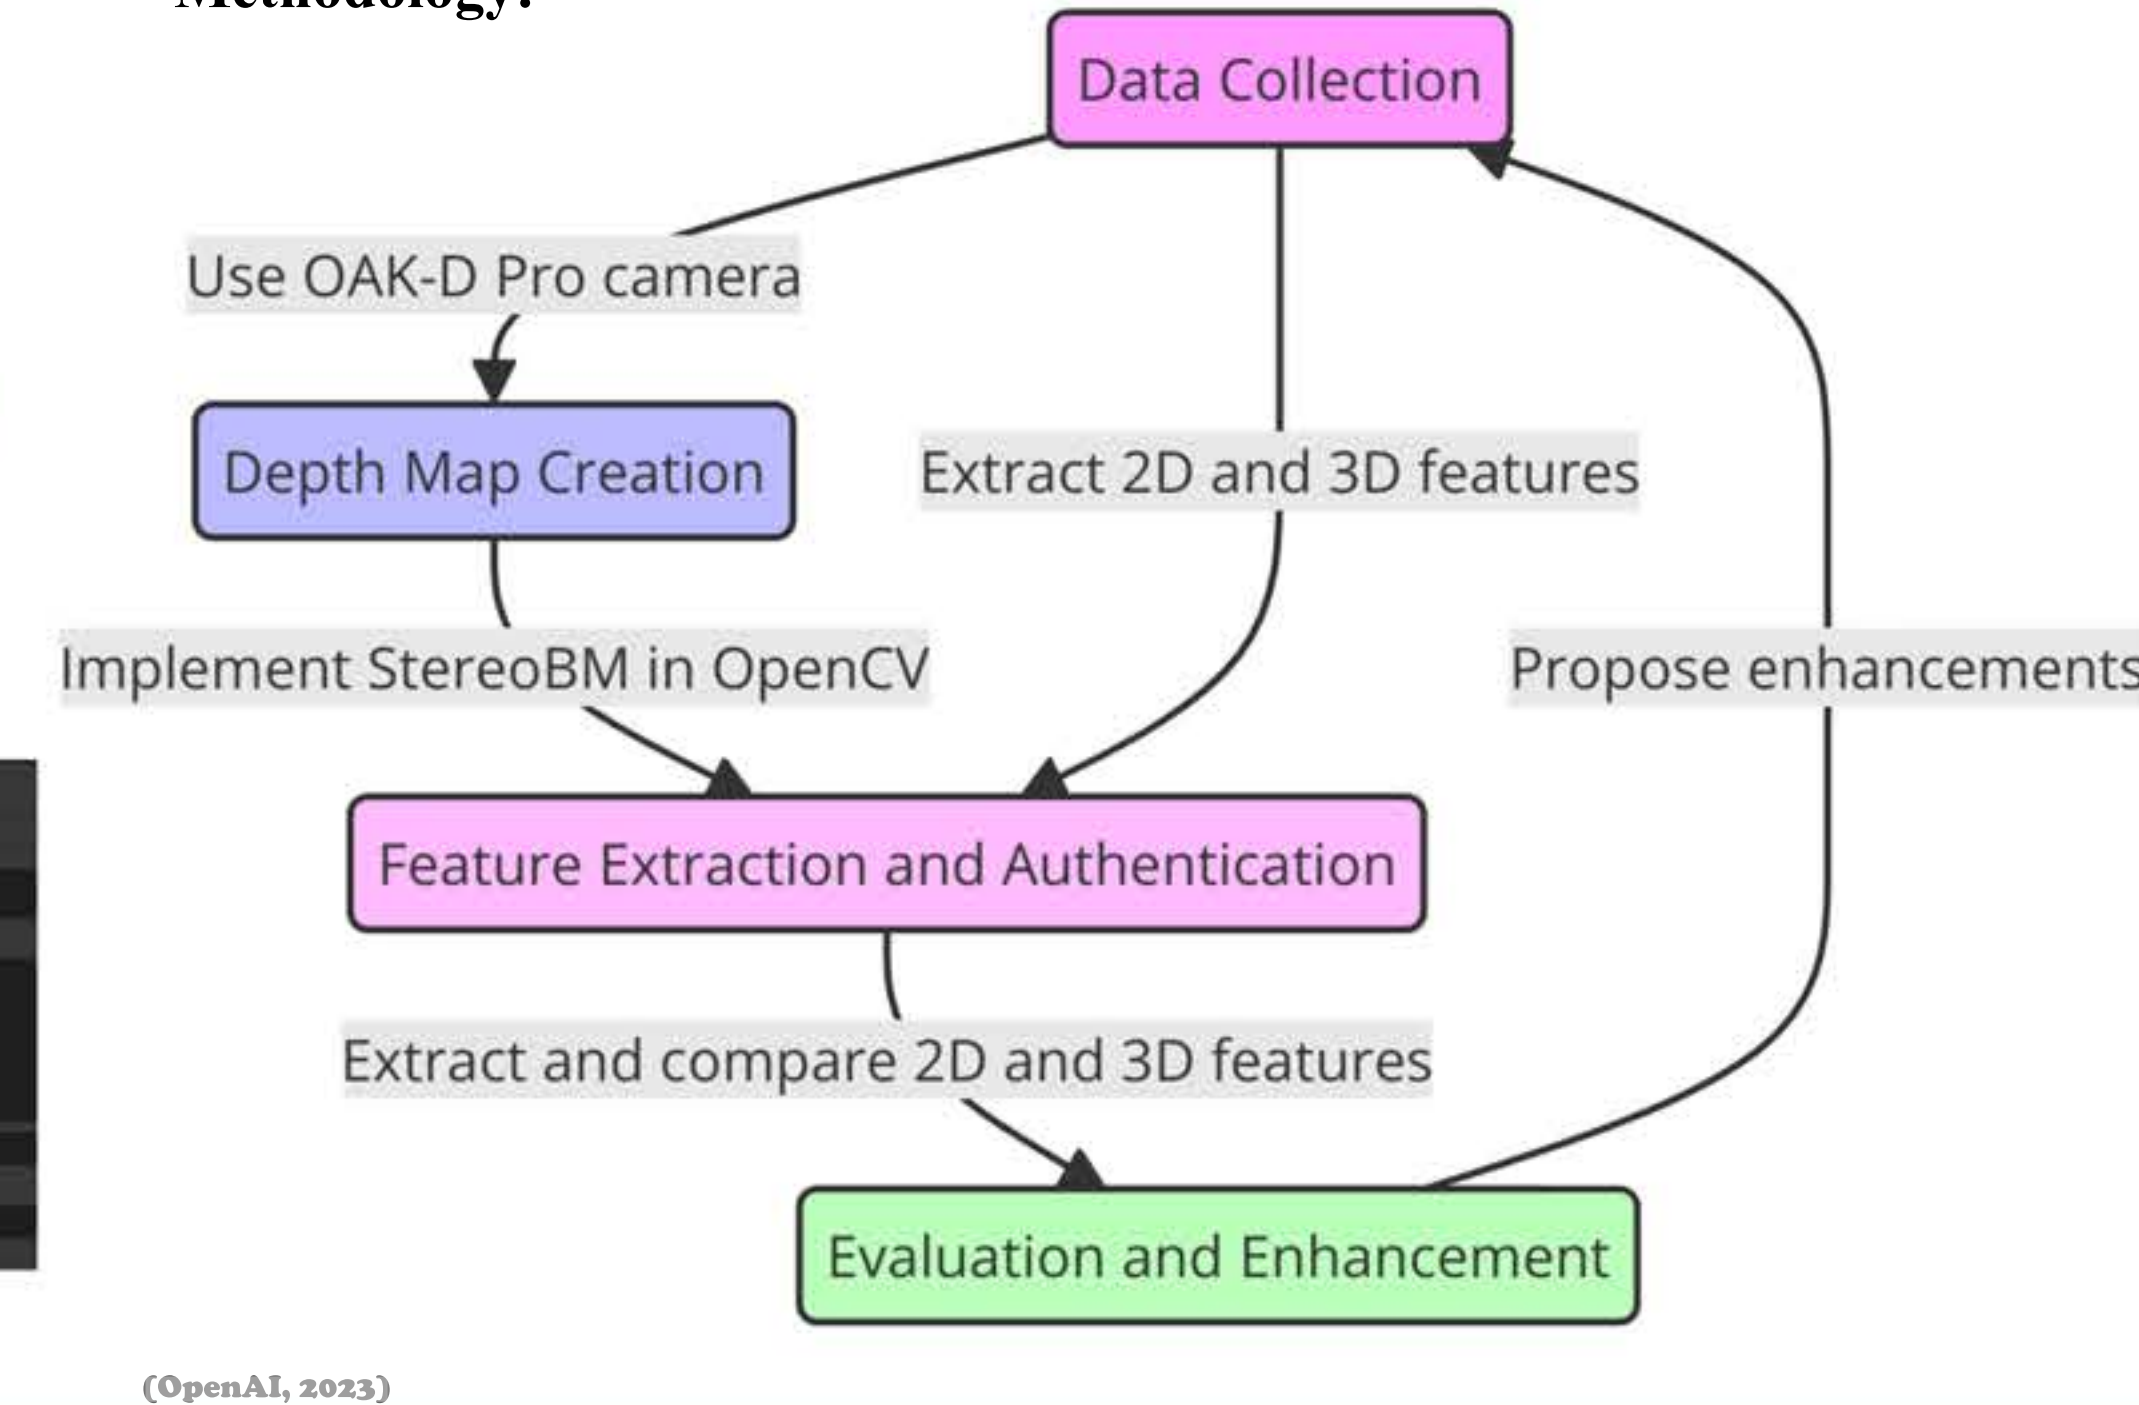 Methodology:
Data Collection
Use OAK-D Pro camera
Depth Map Creation
Extract 2D and 3D features
Implement StereoBM in OpenCV
Propose enhancements
Feature Extraction and Authentication
Extract and compare 2D and 3D features
Evaluation and Enhancement
(OpenAI, 2023)